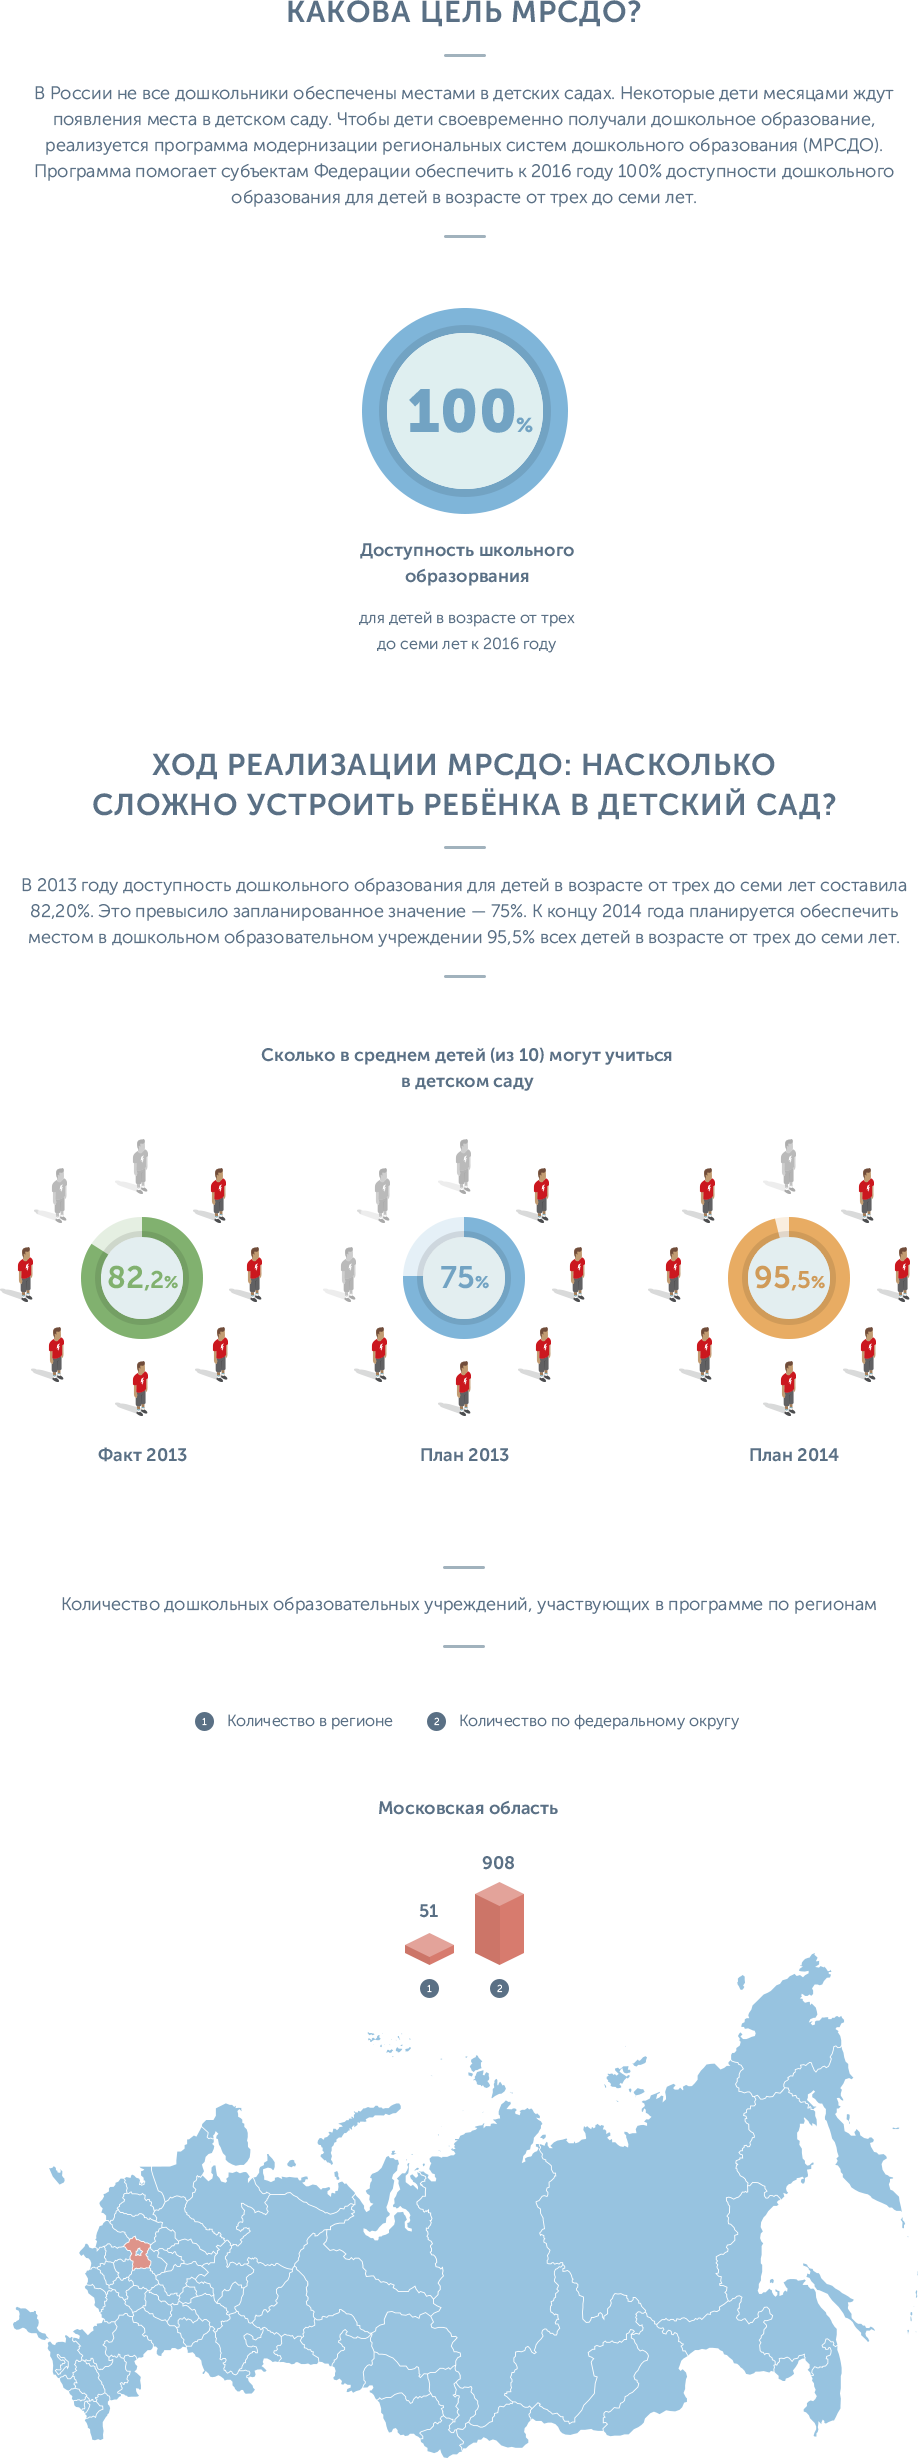 КАКОВА ЦЕЛЬ МРСДО?
В России не все дошкольники обеспечены местами в детских садах. Некоторые дети месяцами ждут
появления места в детском саду. Чтобы дети своевременно получали дошкольное образование,
реализуется программа модернизации региональных систем дошкольного образования (МРСДО).
Программа помогает субъектам Федерации обеспечить к 2016 году 100% доступности дошкольного
образования для детей в возрасте от трех до семи лет.
100%
Доступность школьного
образорвания
для детей в возрасте от трех
до семи лет к 2016 году
ХОД РЕАЛИЗАЦИИ МРСДО: НАСКОЛЬКО
СЛОЖНО УСТРОИТЬ РЕБЁНКА В ДЕТСКИЙ САД?
В 2013 году доступность дошкольного образования для детей в возрасте от трех до семи лет составила
82,20%. Это превысило запланированное значение — 75%. К концу 2014 года планируется обеспечить
местом в дошкольном образовательном учреждении 95,5% всех детей в возрасте от трех до семи лет.
Сколько в среднем детей (из 10) могут учиться
в детском саду
82,2% 75% 95,5%
Факт 2013 План 2013 План 2014
Количество дошкольных образовательных учреждений, участвующих в программе по регионам
1 Количество в регионе 2 Количество по федеральному округу
Московская область
908
51
1 2